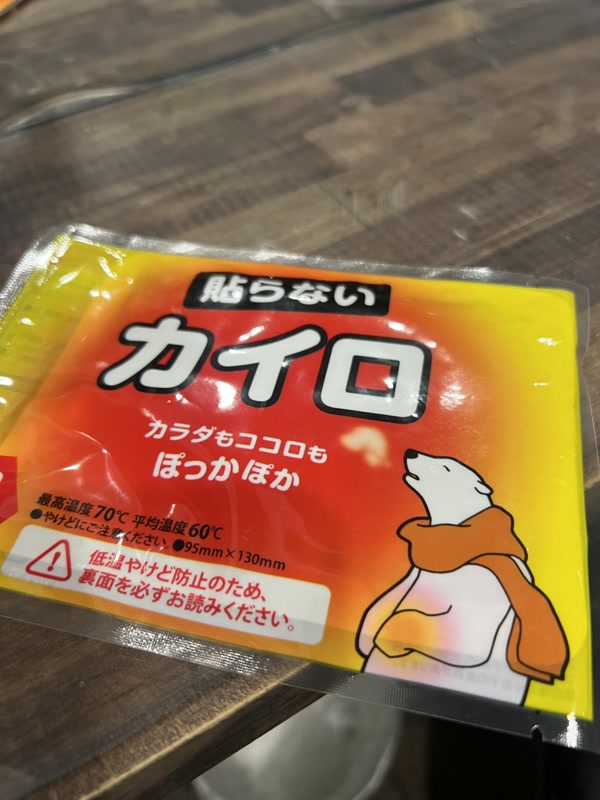 貼らない
カイロ
カラダもココロも
ぽっかぽか
最高温度70℃ 平均温度60℃
●やけどにご注意ください ●95mm×130mm
低温やけど防止のため、
裏面を必ずお読みください。